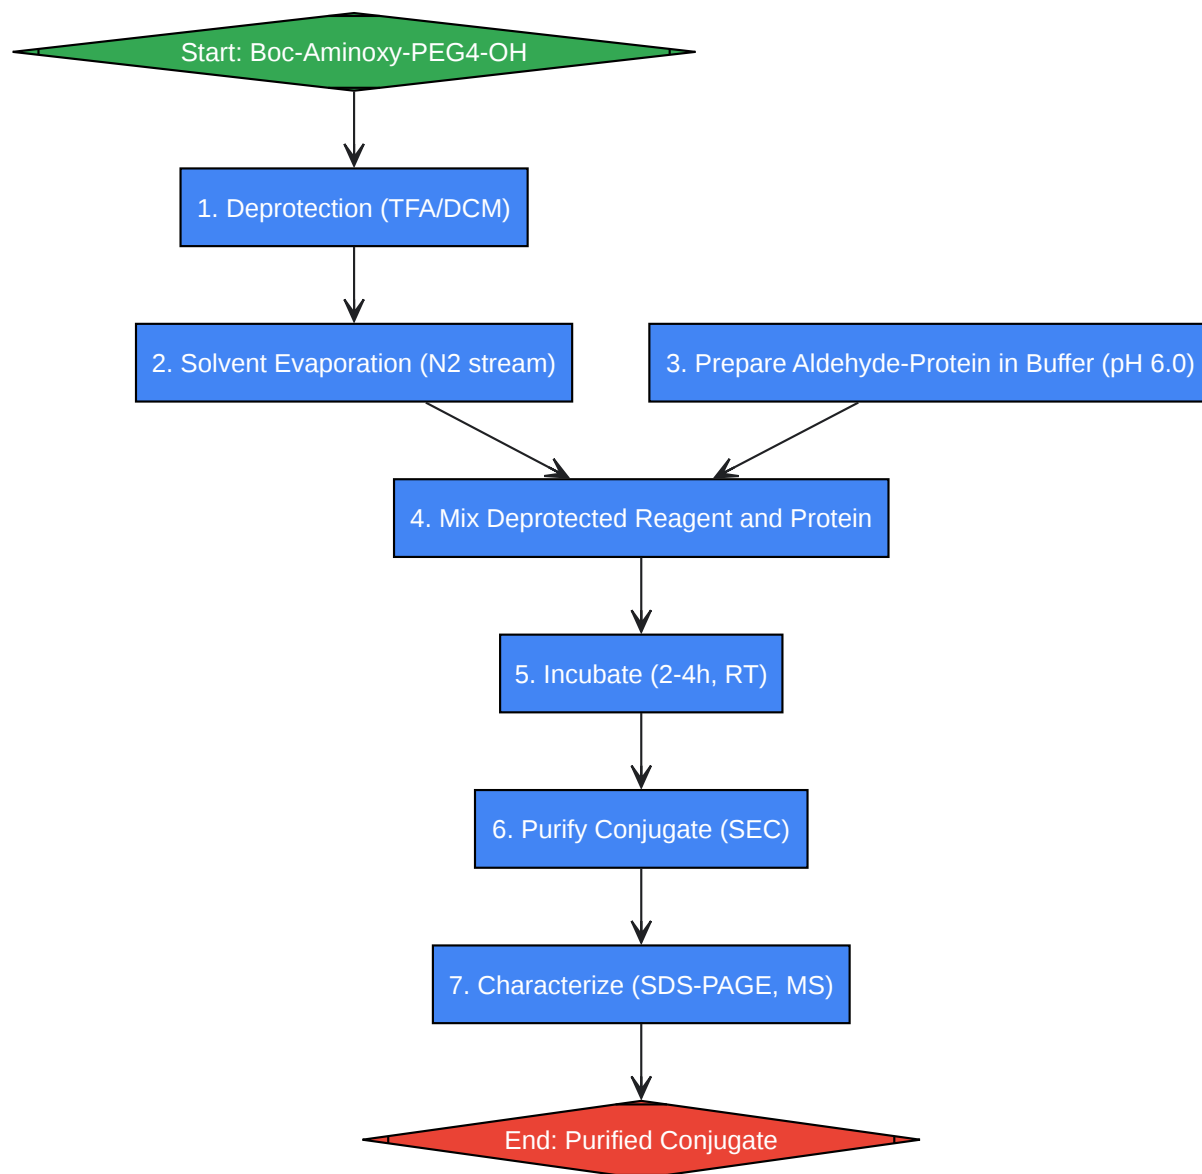 Start: Boc-Aminoxy-PEG4-OH
1. Deprotection (TFA/DCM)
2. Solvent Evaporation (N2 stream)
3. Prepare Aldehyde-Protein in Buffer (pH 6.0)
4. Mix Deprotected Reagent and Protein
5. Incubate (2-4h, RT)
6. Purify Conjugate (SEC)
7. Characterize (SDS-PAGE, MS)
End: Purified Conjugate